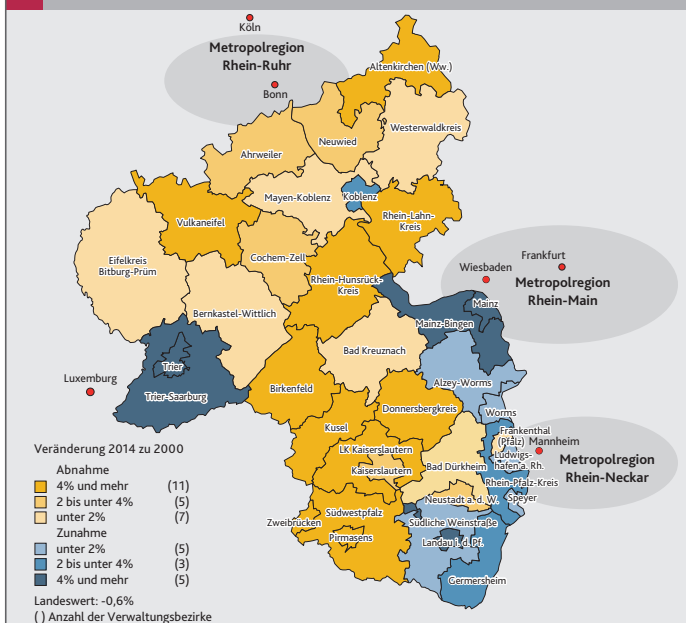 Köln
Metropolregion
Rhein-Ruhr
Bonn
Altenkirchen (Ww.)
Westerwaldkreis
Neuwied
Ahrweiler
Mayen-Koblenz
Koblenz
Vulkaneifel
Rhein-Lahn-
Kreis
Eifelkreis
Bitburg-Prüm
Cochem-Zell
Rhein-Hunsrück-
Kreis
Frankfurt
Wiesbaden
Metropolregion
Rhein-Main
Mainz
Mainz-Bingen
Bernkastel-Wittlich
Bad Kreuznach
Trier
Alzey-Worms
Luxemburg
Trier-Saarburg
Birkenfeld
Donnersbergkreis
Worms
Kusel
Frankenthal
(Pfalz)
Mannheim
LK Kaiserslautern
Ludwigs-
hafen a. Rh.
Metropolregion
Rhein-Neckar
Kaiserslautern
Bad Dürkheim
Rhein-Pfalz-Kreis
Neustadt a. d. W.
Speyer
Südwestpfalz
Zweibrücken
Südliche Weinstraße
Pirmasens
Landau i. d. Pf.
Germersheim
Veränderung 2014 zu 2000
Abnahme
4% und mehr (11)
2 bis unter 4% (5)
unter 2% (7)
Zunahme
unter 2% (5)
2 bis unter 4% (3)
4% und mehr (5)
Landeswert: -0,6%
( ) Anzahl der Verwaltungsbezirke